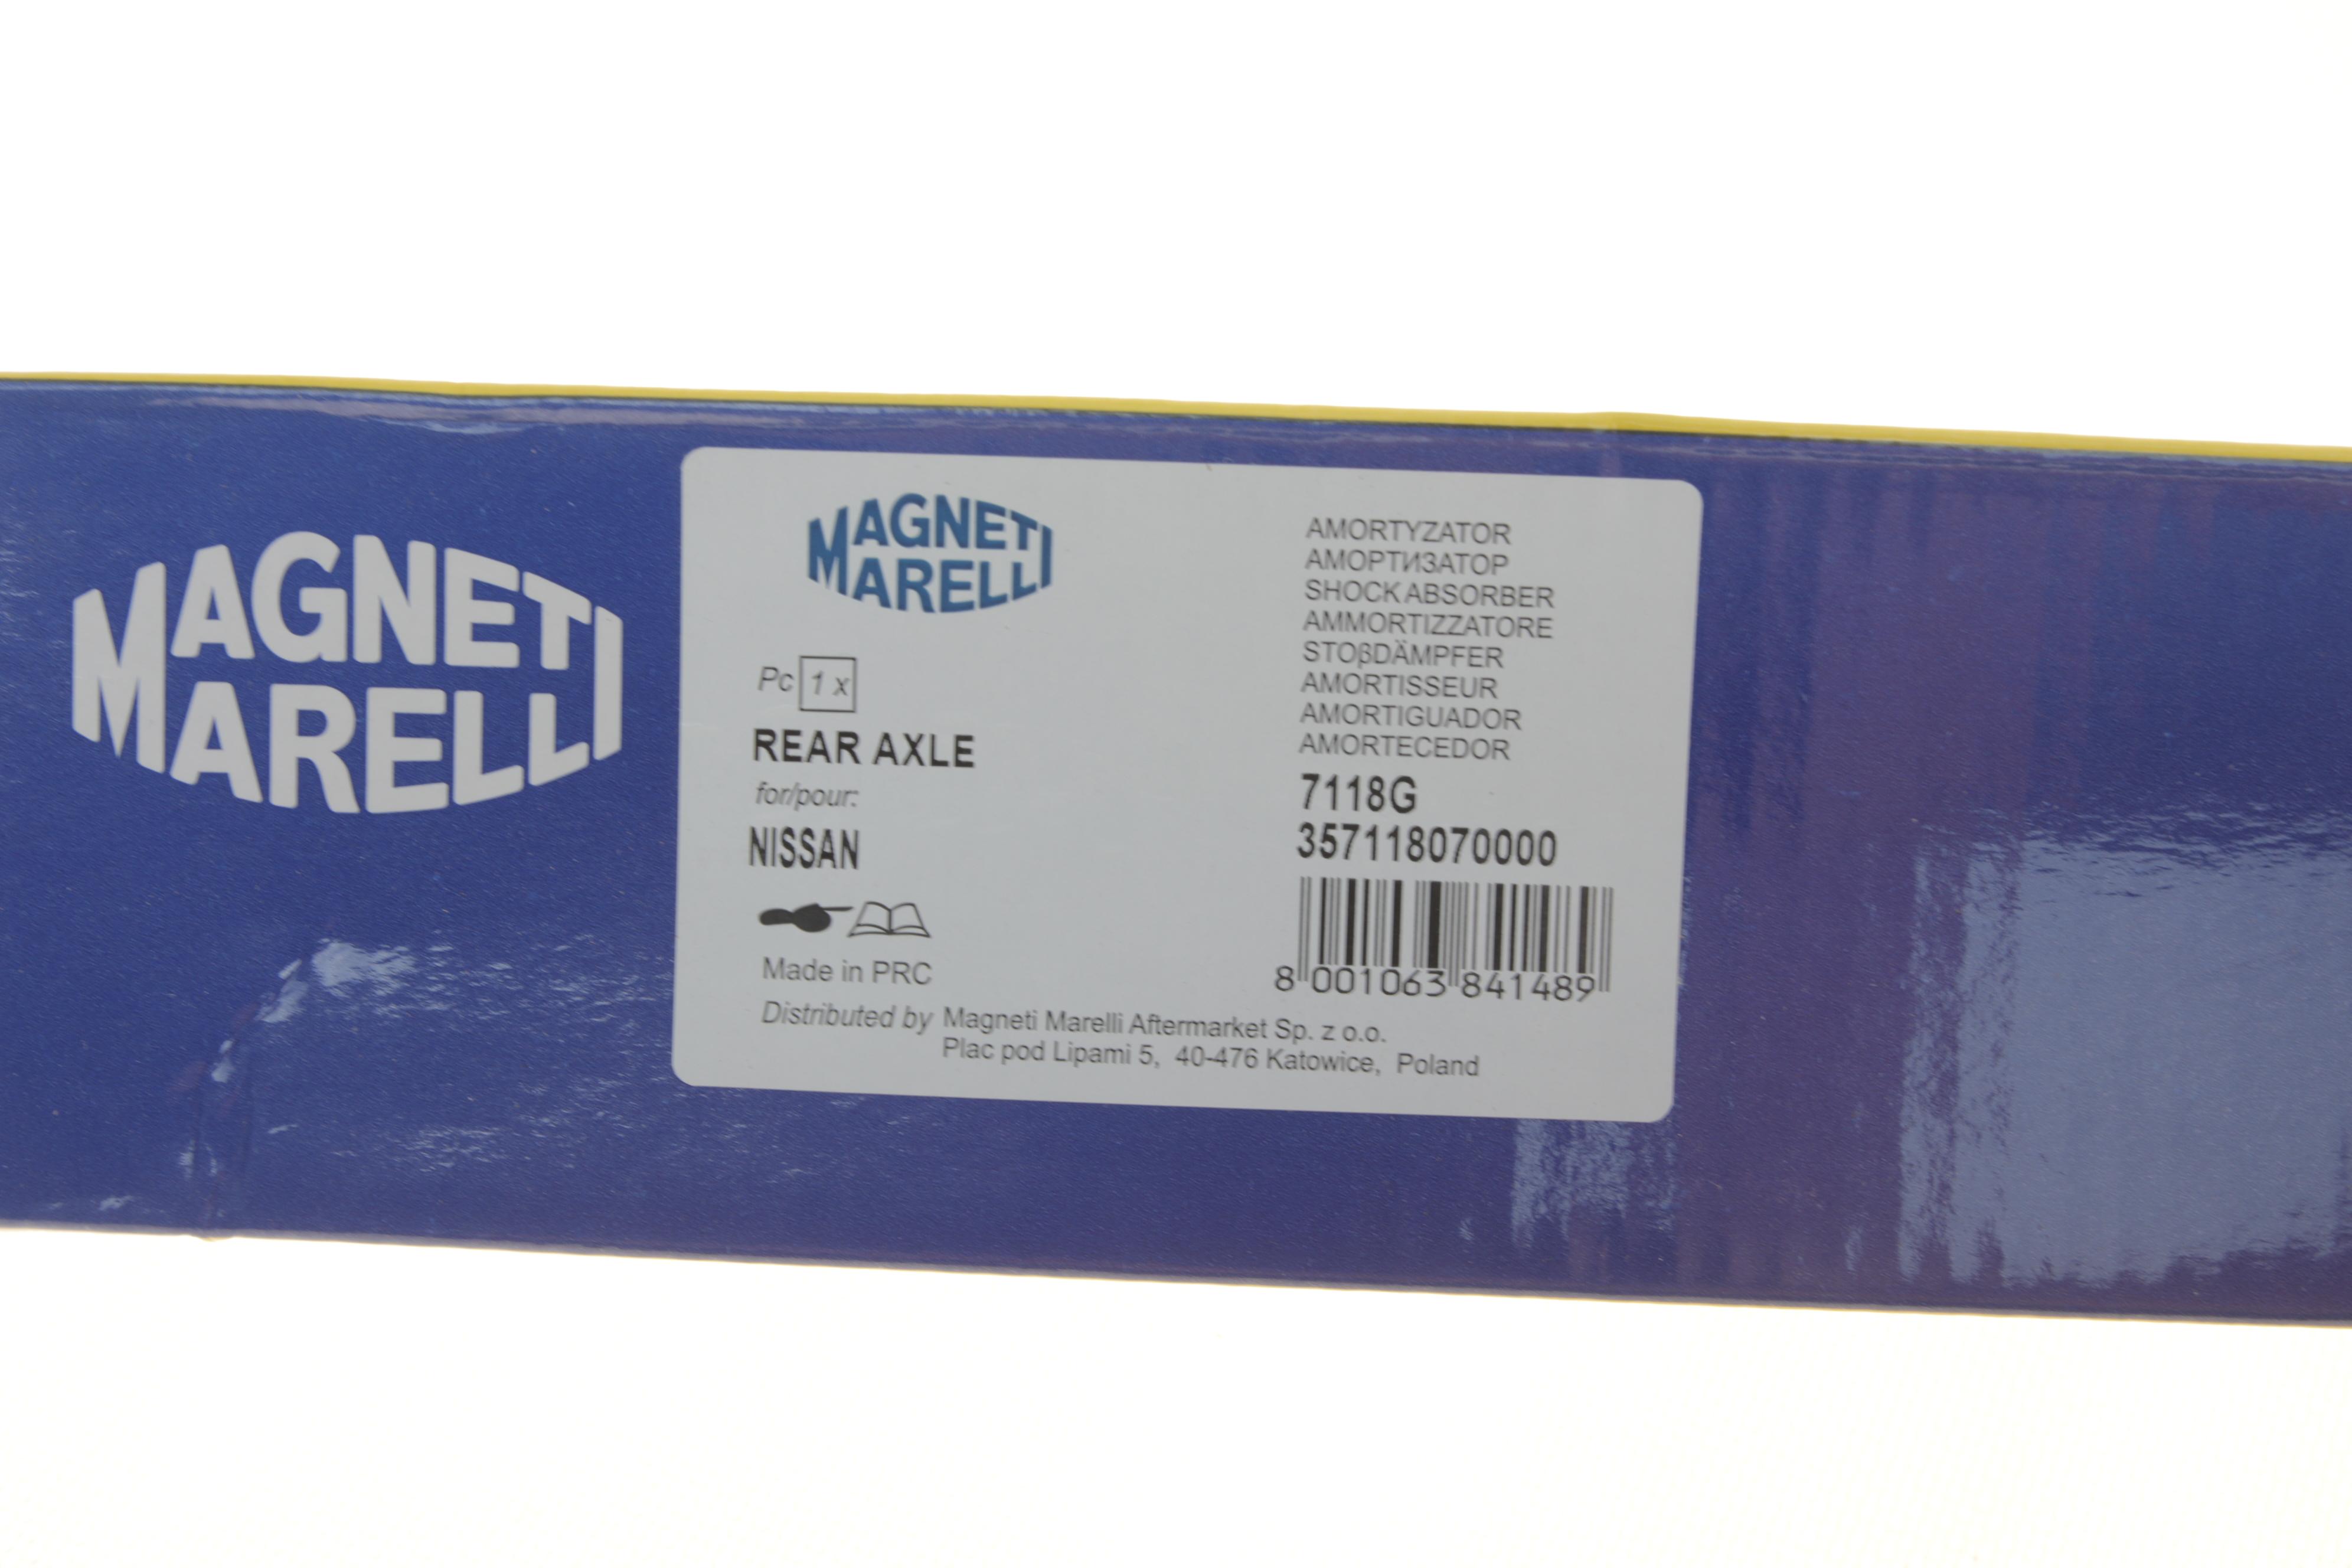 MAGNETI
MARELLI
MAGNETI
MARELLI
Pc 1 x
REAR AXLE
for/pour:
NISSAN
Made in PRC
Distributed by Magneti Marelli Aftermarket Sp. z o.o.
Plac pod Lipami 5, 40-476 Katowice, Poland
AMORTYZATOR
АМОРТИЗАТОР
SHOCK ABSORBER
AMMORTIZZATORE
STOβDÄMPFER
AMORTISSEUR
AMORTIGUADOR
AMORTECEDOR
7118G
357118070000
8 001063 841489